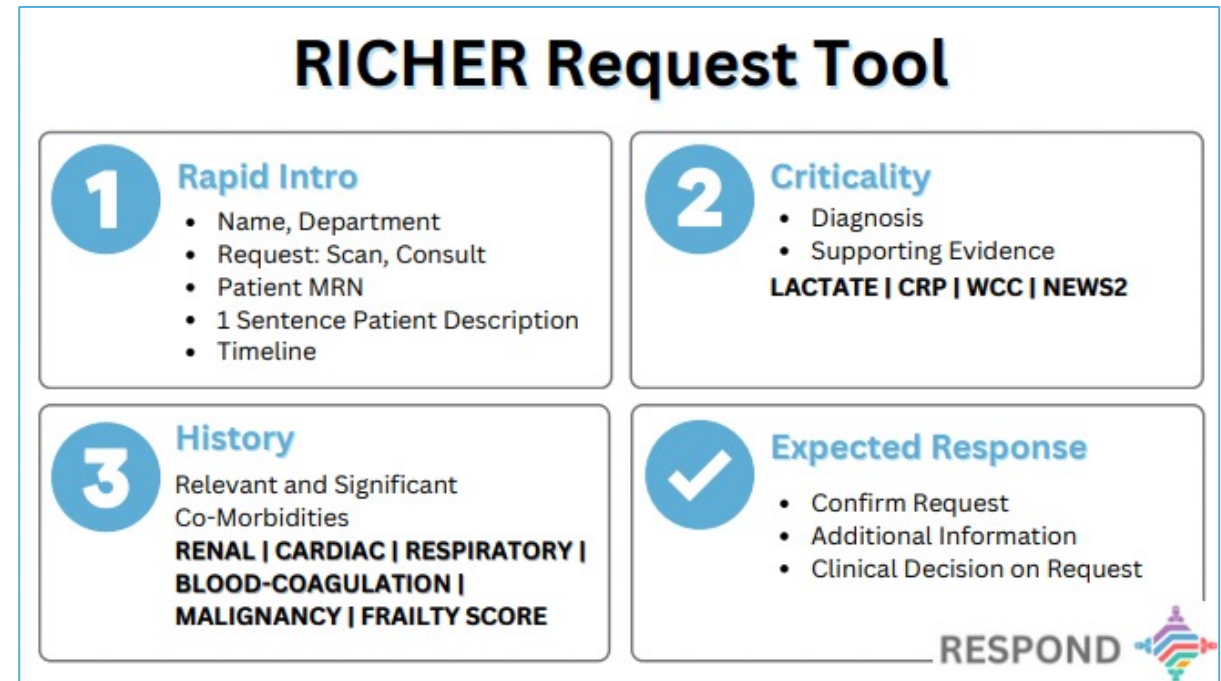 RICHER Request Tool
1
Rapid Intro
• Name, Department
• Request: Scan, Consult
• Patient MRN
• 1 Sentence Patient Description
• Timeline
2
Criticality
• Diagnosis
• Supporting Evidence
LACTATE | CRP | WCC | NEWS2
3
History
Relevant and Significant
Co-Morbidities
RENAL | CARDIAC | RESPIRATORY |
BLOOD-COAGULATION |
MALIGNANCY | FRAILTY SCORE
Expected Response
• Confirm Request
• Additional Information
• Clinical Decision on Request
RESPOND